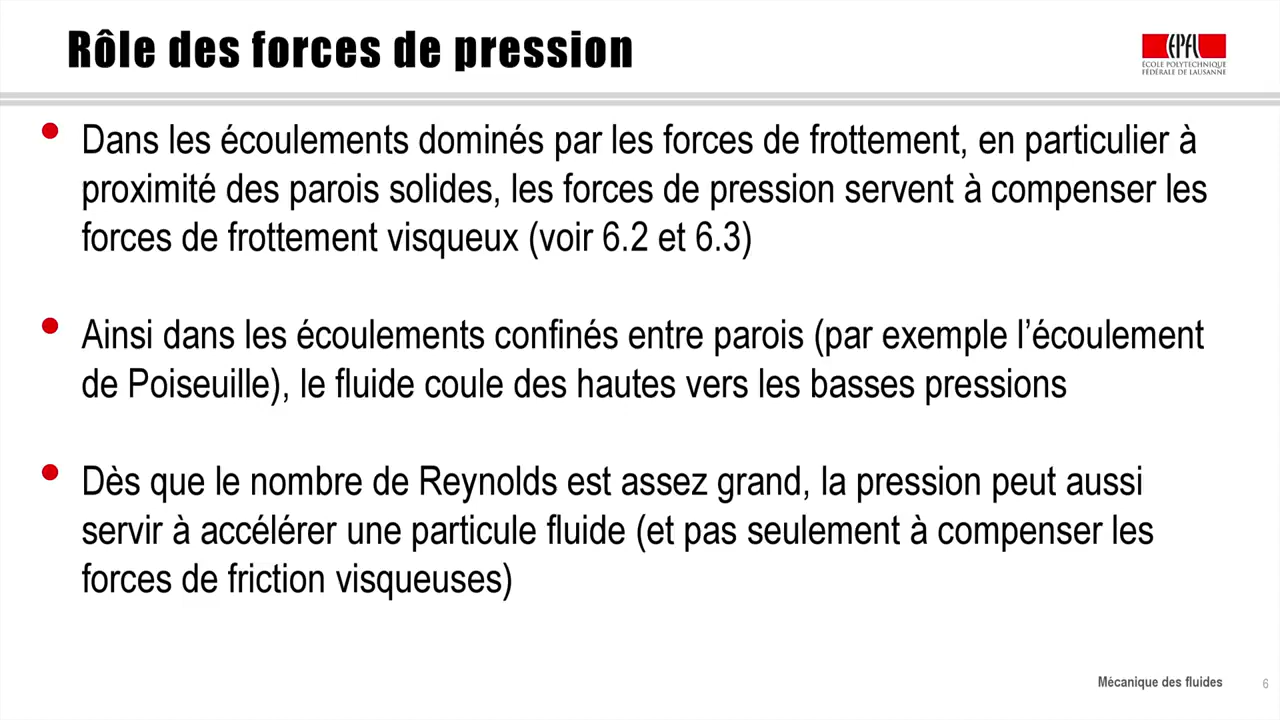 Rôle des forces de pression
EPFL
ÉCOLE POLYTECHNIQUE
FÉDÉRALE DE LAUSANNE
• Dans les écoulements dominés par les forces de frottement, en particulier à
proximité des parois solides, les forces de pression servent à compenser les
forces de frottement visqueux (voir 6.2 et 6.3)
• Ainsi dans les écoulements confinés entre parois (par exemple l’écoulement
de Poiseuille), le fluide coule des hautes vers les basses pressions
• Dès que le nombre de Reynolds est assez grand, la pression peut aussi
servir à accélérer une particule fluide (et pas seulement à compenser les
forces de friction visqueuses)
Mécanique des fluides
6